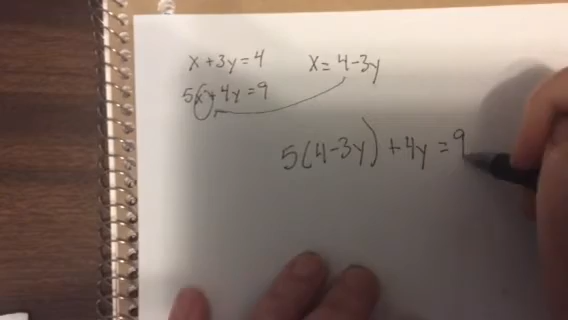 x + 3y = 4
x = 4 - 3y
5x + 4y = 9
5(4 - 3y) + 4y = 9